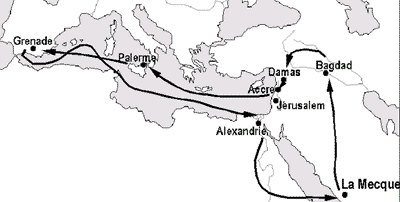 Grenade
Palerme
Damas
Bagdad
Accre
Jerusalem
Alexandrie
La Mecque